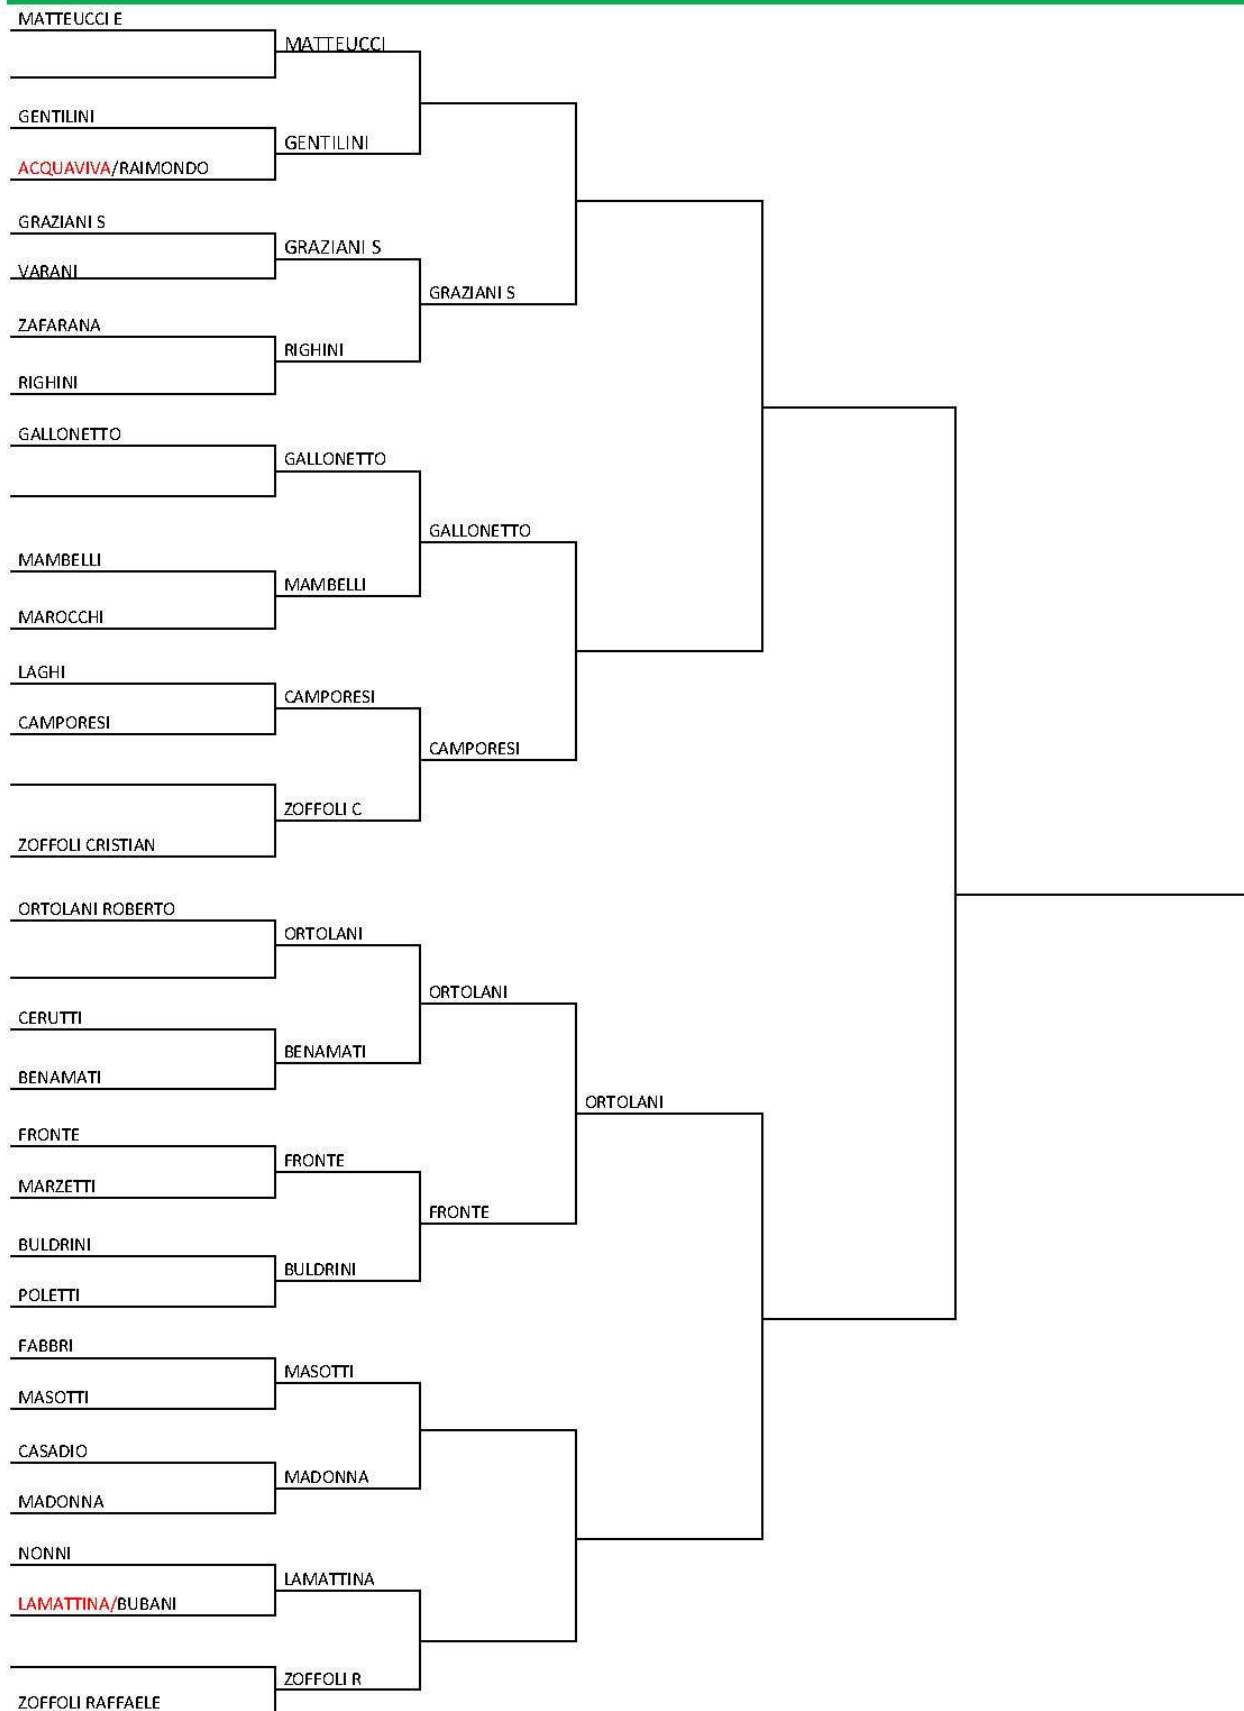 MATTEUCCI E
MATTEUCCI
GENTILINI
GENTILINI
ACQUAVIVA/RAIMONDO
GRAZIANI S
GRAZIANI S
VARANI
GRAZIANI S
ZAFARANA
RIGHINI
RIGHINI
GALLONETTO
GALLONETTO
GALLONETTO
MAMBELLI
MAMBELLI
MAROCCHI
LAGHI
CAMPORESI
CAMPORESI
CAMPORESI
ZOFFOLI C
ZOFFOLI CRISTIAN
ORTOLANI ROBERTO
ORTOLANI
ORTOLANI
CERUTTI
BENAMATI
BENAMATI
ORTOLANI
FRONTE
FRONTE
MARZETTI
FRONTE
BULDRINI
BULDRINI
POLETTI
FABBRI
MASOTTI
MASOTTI
CASADIO
MADONNA
MADONNA
NONNI
LAMATTINA
LAMATTINA/BUBANI
ZOFFOLI R
ZOFFOLI RAFFAELE